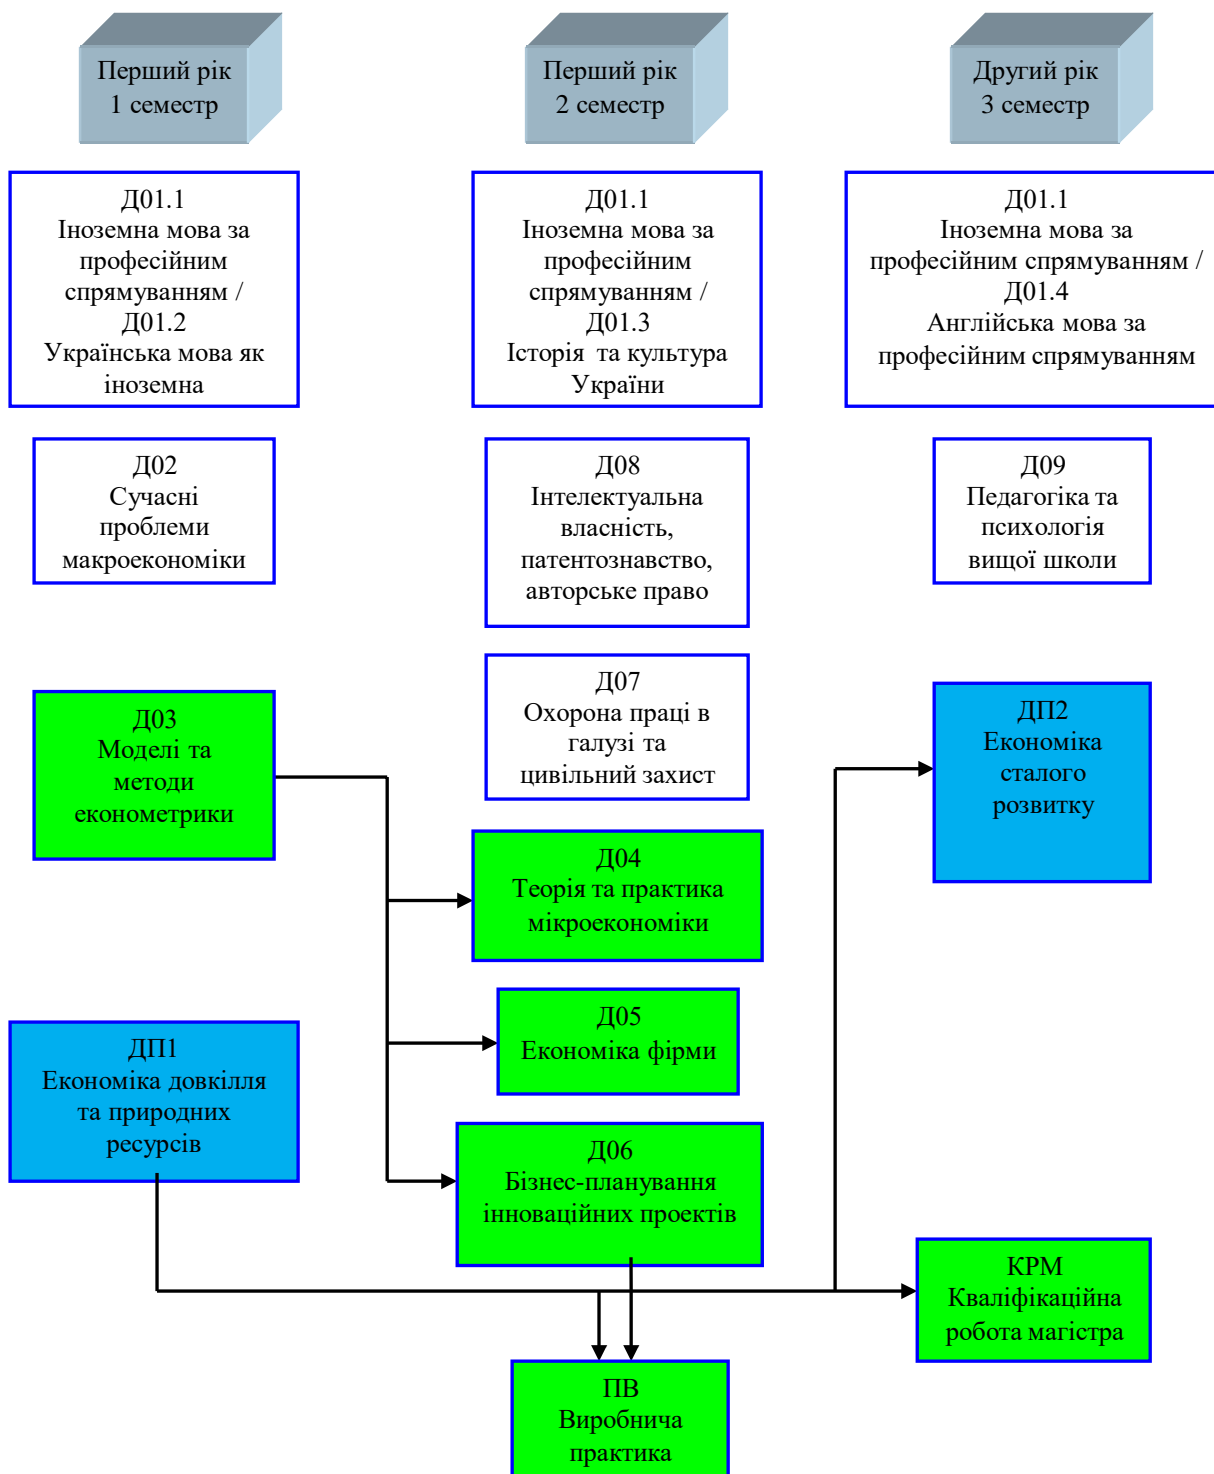 Перший рік
1 семестр
Перший рік
2 семестр
Другий рік
3 семестр
Д01.1
Іноземна мова за
професійним
спрямуванням /
Д01.2
Українська мова як
іноземна
Д01.1
Іноземна мова за
професійним
спрямуванням /
Д01.3
Історія та культура
України
Д01.1
Іноземна мова за
професійним спрямуванням /
Д01.4
Англійська мова за
професійним спрямуванням
Д02
Сучасні
проблеми
макроекономіки
Д08
Інтелектуальна
власність,
патентознавство,
авторське право
Д09
Педагогіка та
психологія
вищої школи
Д03
Моделі та
методи
економетрики
Д07
Охорона праці в
галузі та
цивільний захист
ДП2
Економіка
сталого
розвитку
Д04
Теорія та практика
мікроекономіки
ДП1
Економіка довкілля
та природних
ресурсів
Д05
Економіка фірми
Д06
Бізнес-планування
інноваційних проектів
КРМ
Кваліфікаційна
робота магістра
ПВ
Виробнича
практика